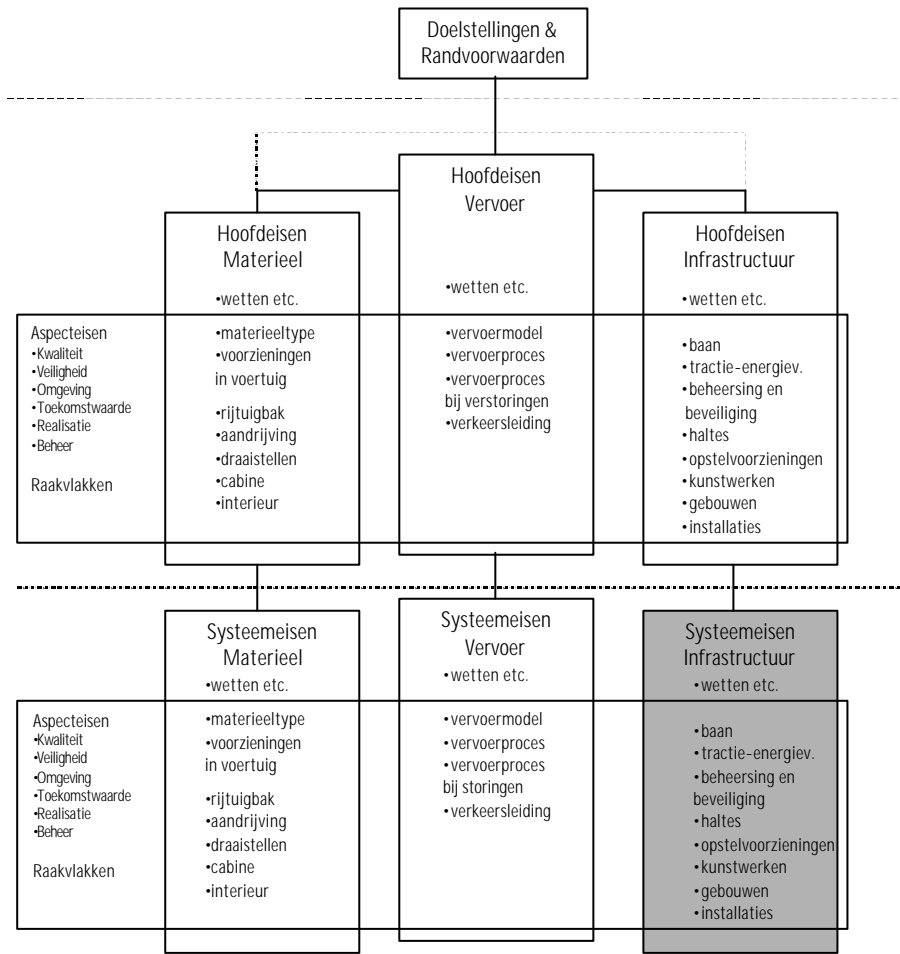 Doelstellingen &
Randvoorwaarden
Hoofdeisen
Vervoer
•wetten etc.
•vervoermodel
•vervoerproces
•vervoerproces
bij verstoringen
•verkeersleiding
Hoofdeisen
Materieel
•wetten etc.
•materieeltype
•voorzieningen
in voertuig
•rijtuigbak
•aandrijving
•draaistellen
•cabine
•interieur
Hoofdeisen
Infrastructuur
•wetten etc.
•baan
•tractie-energiev.
•beheersing en
beveiliging
•haltes
•opstelvoorzieningen
•kunstwerken
•gebouwen
•installaties
Aspecteisen
•Kwaliteit
•Veiligheid
•Omgeving
•Toekomstwaarde
•Realisatie
•Beheer
Raakvlakken
Systeemeisen
Materieel
•wetten etc.
•materieeltype
•voorzieningen
in voertuig
•rijtuigbak
•aandrijving
•draaistellen
•cabine
•interieur
Systeemeisen
Vervoer
•wetten etc.
•vervoermodel
•vervoerproces
•vervoerproces
bij storingen
•verkeersleiding
Systeemeisen
Infrastructuur
•wetten etc.
•baan
•tractie-energiev.
•beheersing en
beveiliging
•haltes
•opstelvoorzieningen
•kunstwerken
•gebouwen
•installaties
Aspecteisen
•Kwaliteit
•Veiligheid
•Omgeving
•Toekomstwaarde
•Realisatie
•Beheer
Raakvlakken